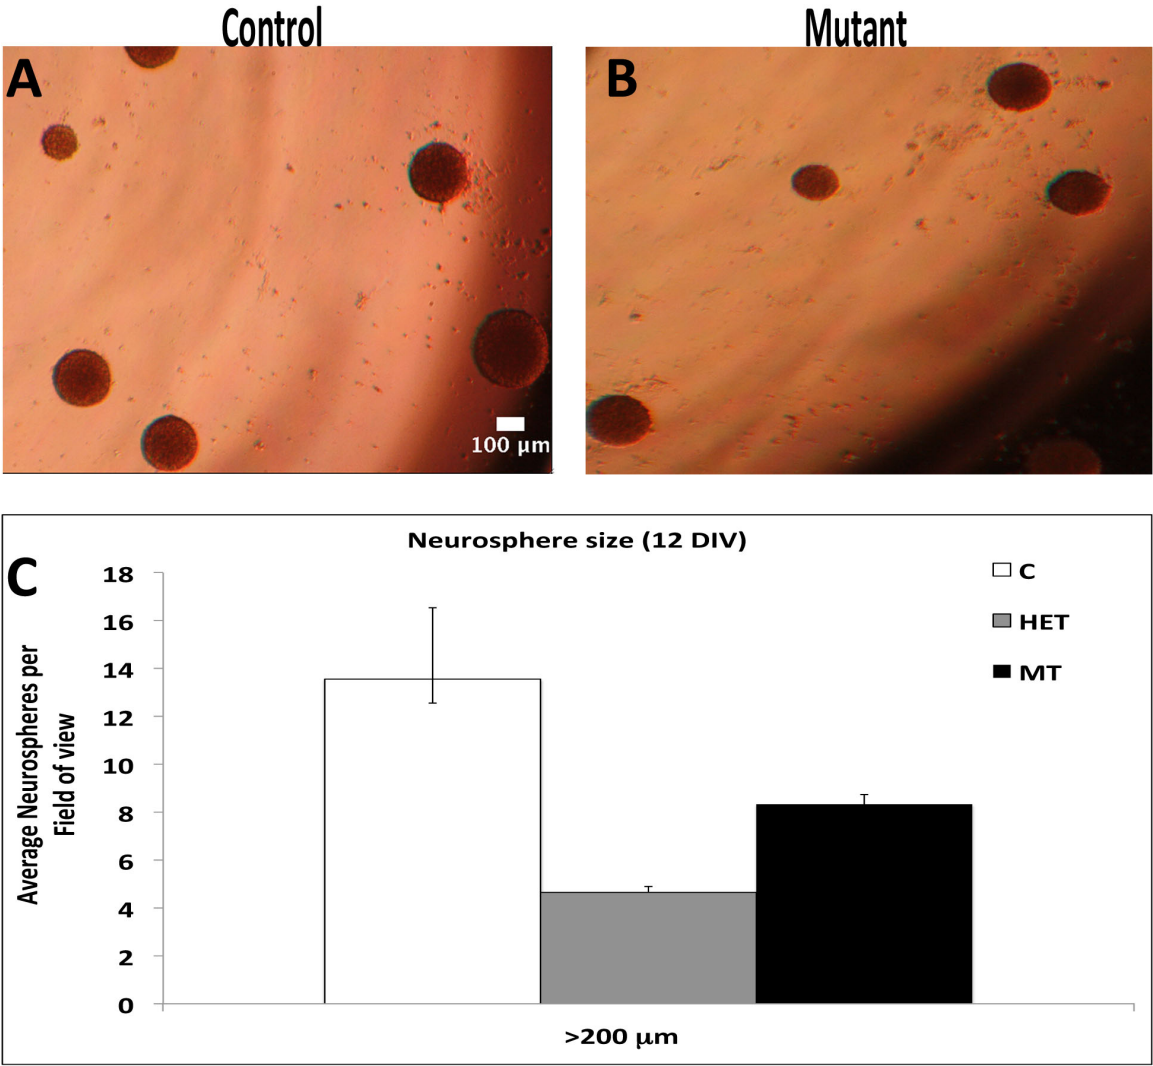 Control
Mutant
A
B
100 µm
Neurosphere size (12 DIV)
C
C
HET
MT
18
16
14
12
10
8
6
4
2
0
Average Neurospheres per
Field of view
>200 µm